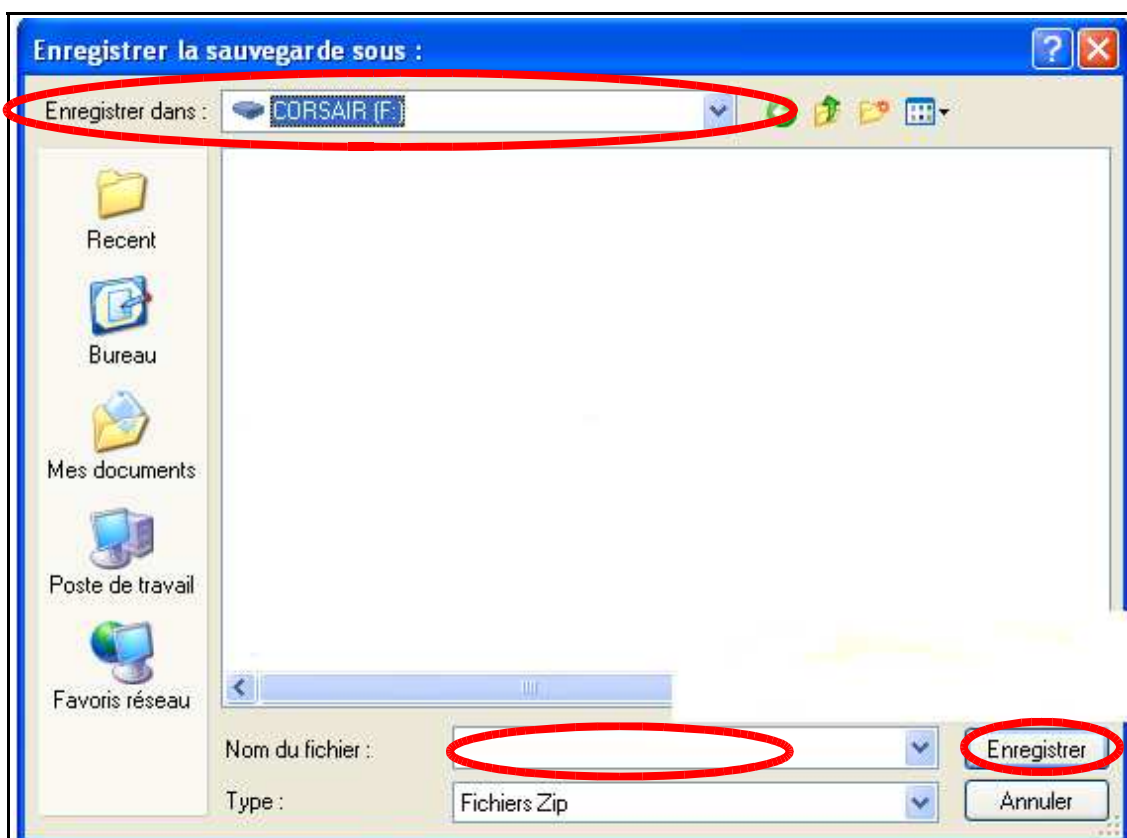 Enregistrer la sauvegarde sous :
Enregistrer dans :
CORSAIR (F:)
Recent
Bureau
Mes documents
Poste de travail
Favoris réseau
Nom du fichier :
Enregistrer
Type :
Fichiers Zip
Annuler